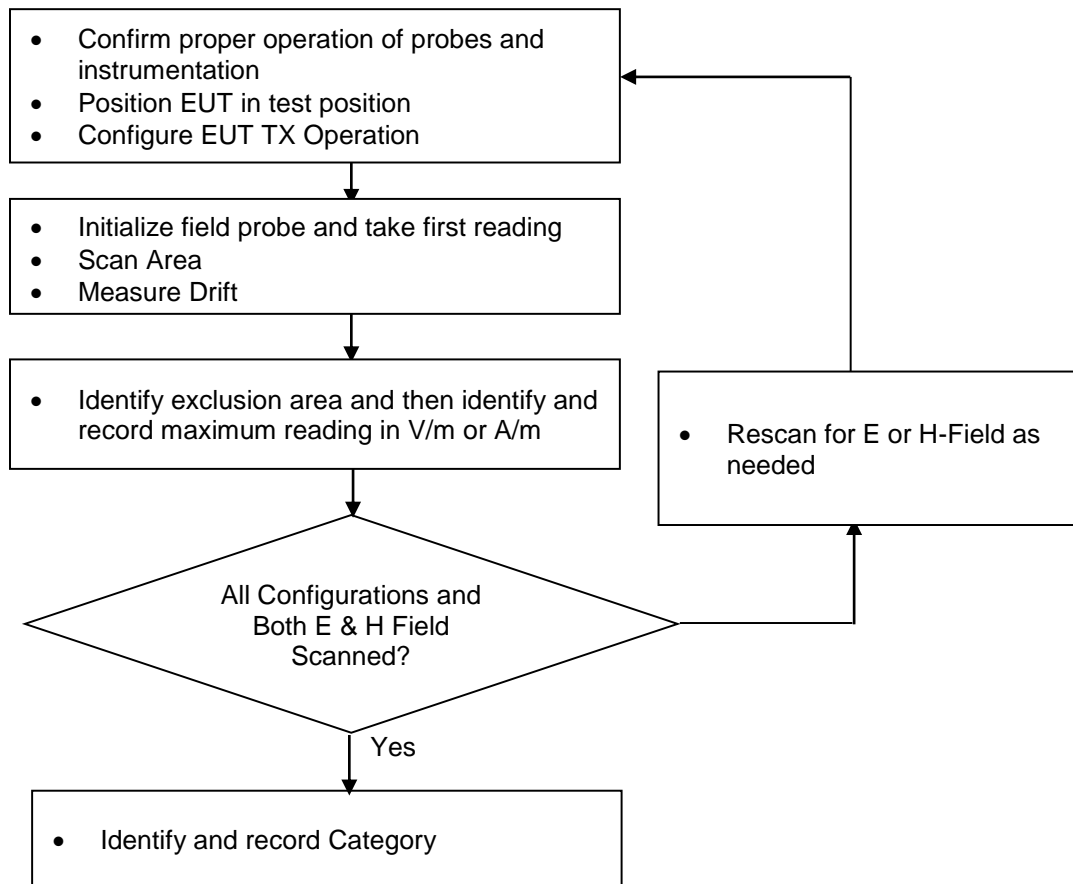 • Confirm proper operation of probes and
instrumentation
• Position EUT in test position
• Configure EUT TX Operation
• Initialize field probe and take first reading
• Scan Area
• Measure Drift
• Identify exclusion area and then identify and
record maximum reading in V/m or A/m
• Rescan for E or H-Field as
needed
All Configurations and
Both E & H Field
Scanned?
Yes
• Identify and record Category